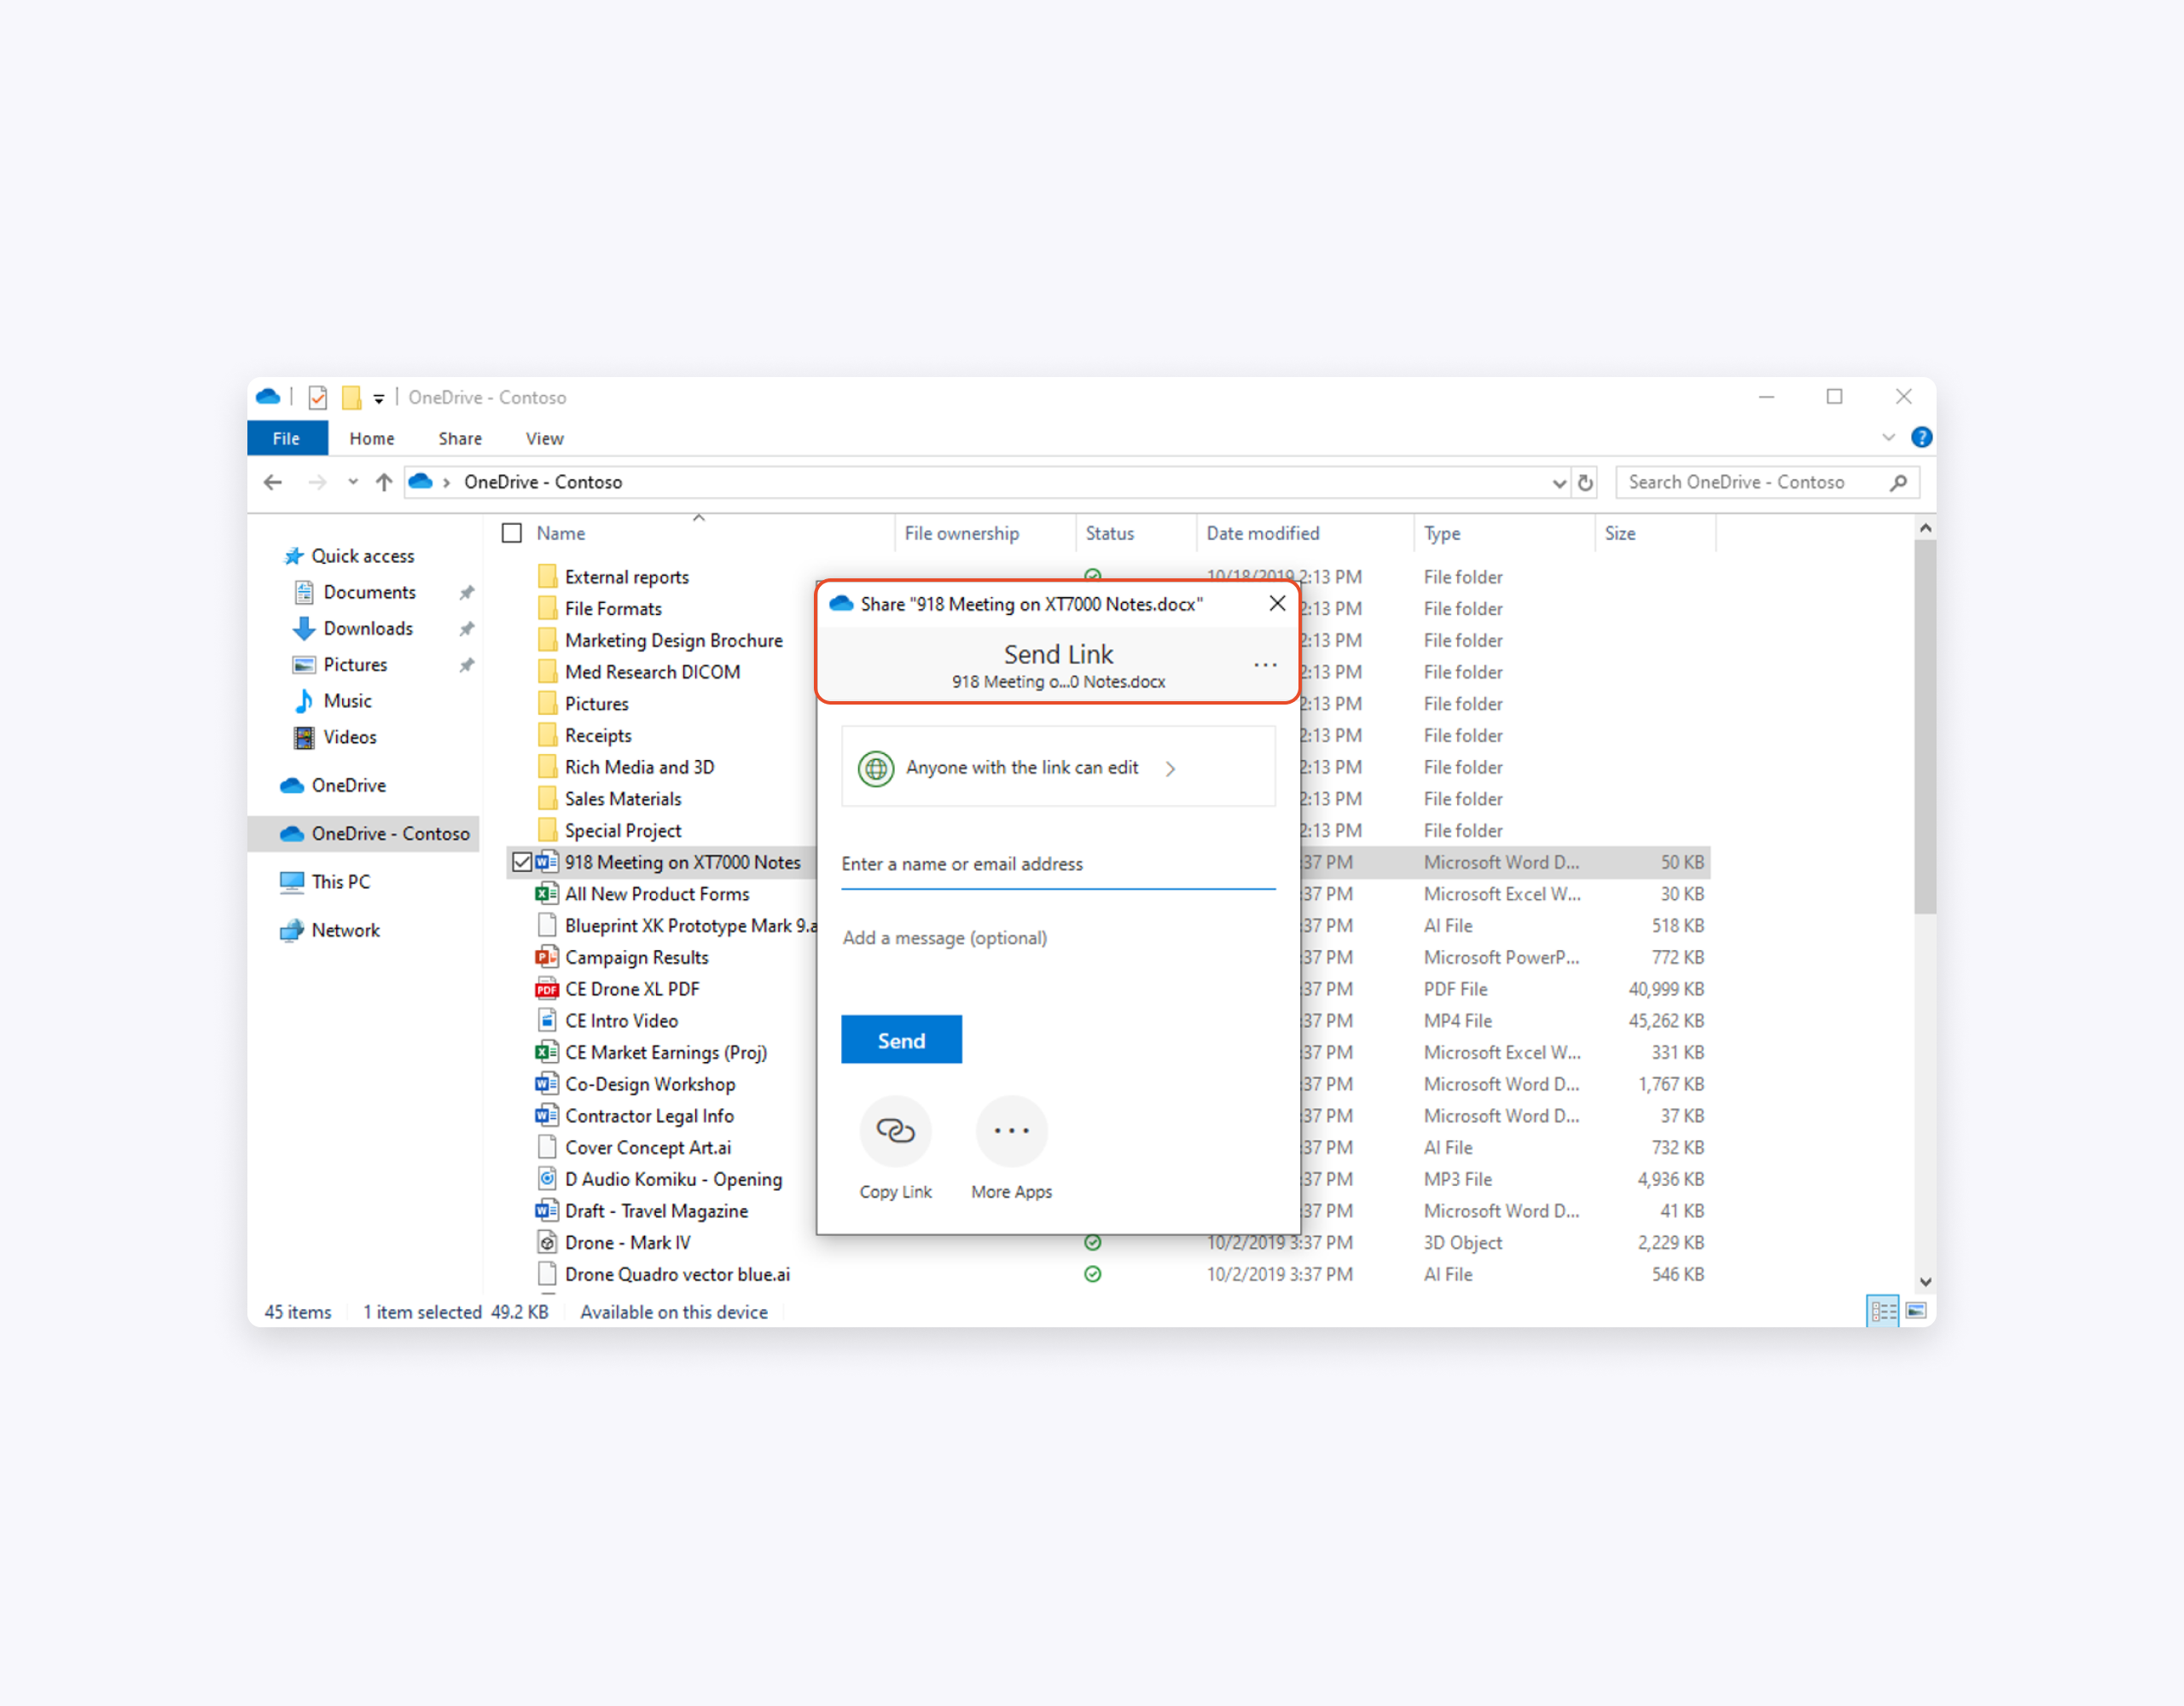 OneDrive - Contoso
File Home Share View
OneDrive - Contoso
Search OneDrive - Contoso
Name File ownership Status Date modified Type Size
Quick access
Documents
Downloads
Pictures
Music
Videos
OneDrive
OneDrive - Contoso
This PC
Network
External reports 10/18/2019 2:13 PM File folder
File Formats 2:13 PM File folder
Marketing Design Brochure 2:13 PM File folder
Med Research DICOM 2:13 PM File folder
Pictures 2:13 PM File folder
Receipts 2:13 PM File folder
Rich Media and 3D 2:13 PM File folder
Sales Materials 2:13 PM File folder
Special Project 2:13 PM File folder
918 Meeting on XT7000 Notes :37 PM Microsoft Word D... 50 KB
All New Product Forms :37 PM Microsoft Excel W... 30 KB
Blueprint XK Prototype Mark 9.a :37 PM AI File 518 KB
Campaign Results :37 PM Microsoft PowerP... 772 KB
CE Drone XL PDF :37 PM PDF File 40,999 KB
CE Intro Video :37 PM MP4 File 45,262 KB
CE Market Earnings (Proj) :37 PM Microsoft Excel W... 331 KB
Co-Design Workshop :37 PM Microsoft Word D... 1,767 KB
Contractor Legal Info :37 PM Microsoft Word D... 37 KB
Cover Concept Art.ai :37 PM AI File 732 KB
D Audio Komiku - Opening :37 PM MP3 File 4,936 KB
Draft - Travel Magazine :37 PM Microsoft Word D... 41 KB
Drone - Mark IV 10/2/2019 3:37 PM 3D Object 2,229 KB
Drone Quadro vector blue.ai 10/2/2019 3:37 PM AI File 546 KB
Share "918 Meeting on XT7000 Notes.docx"
Send Link
918 Meeting o...0 Notes.docx
Anyone with the link can edit
Enter a name or email address
Add a message (optional)
Send
Copy Link More Apps
45 items 1 item selected 49.2 KB Available on this device